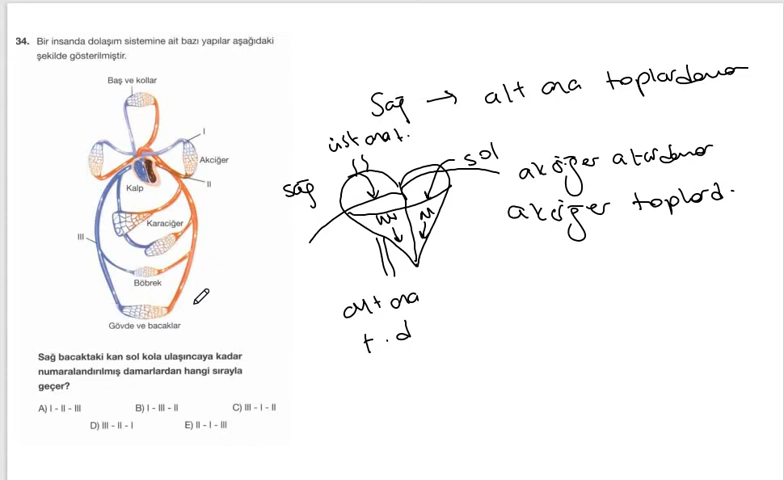 34. Bir insanda dolaşım sistemine ait bazı yapılar aşağıdaki
şekilde gösterilmiştir.
Baş ve kollar
I
Akciğer
II
Kalp
Karaciğer
III
Böbrek
Gövde ve bacaklar
Sağ bacaktaki kan sol kola ulaşıncaya kadar
numaralandırılmış damarlardan hangi sırayla
geçer?
A) I - II - III B) I - III - II C) III - I - II
D) III - II - I E) II - I - III
Sağ → alt ana toplardamar
üst ana t.
sağ
sol
akciğer atardamar
akciğer toplard.
alt ana
t.d